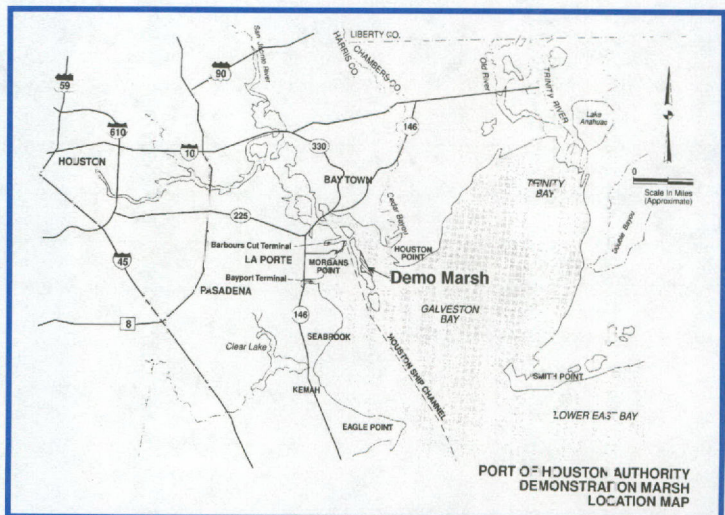 LIBERTY CO.
HARRIS CO.
CHAMBERS CO.
San Jacinto River
Old River
TRINITY RIVER
Lake
Anahuac
59
90
610
10
330
146
HOUSTON
BAYTOWN
TRINITY
BAY
0
Scale in Miles
(Approximate)
Cedar Bayou
Double Bayou
225
Barbours Cut Terminal
LA PORTE
MORGANS
POINT
HOUSTON
POINT
Demo Marsh
45
Bayport Terminal
PASADENA
GALVESTON
BAY
8
146
SEABROOK
Clear Lake
HOUSTON SHIP CHANNEL
KEMAH
SMITH POINT
EAGLE POINT
LOWER EAST BAY
PORT OF HOUSTON AUTHORITY
DEMONSTRATION MARSH
LOCATION MAP